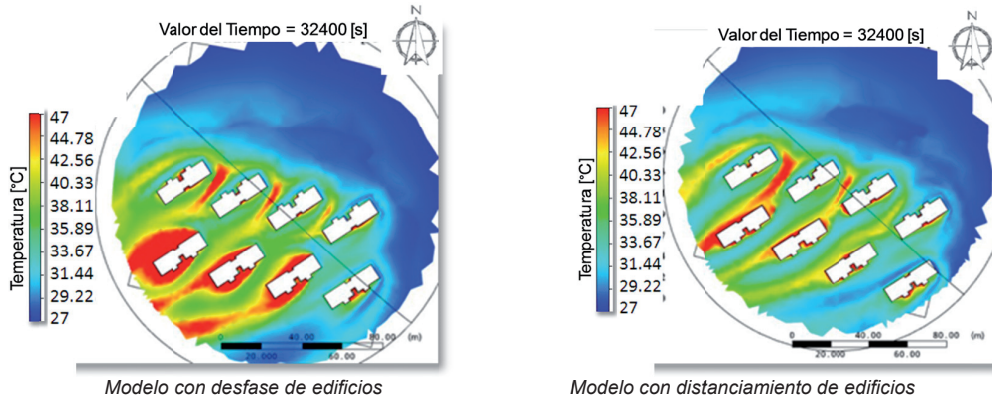 Valor del Tiempo = 32400 [s]
N
Temperatura [°C]
47
44.78
42.56
40.33
38.11
35.89
33.67
31.44
29.22
27
0 40.00 80.00 (m)
20.000 60.00
Modelo con desfase de edificios
Valor del Tiempo = 32400 [s]
N
Temperatura [°C]
47
44.78
42.56
40.33
38.11
35.89
33.67
31.44
29.22
27
0 40.00 80.00 (m)
20.000 60.00
Modelo con distanciamiento de edificios